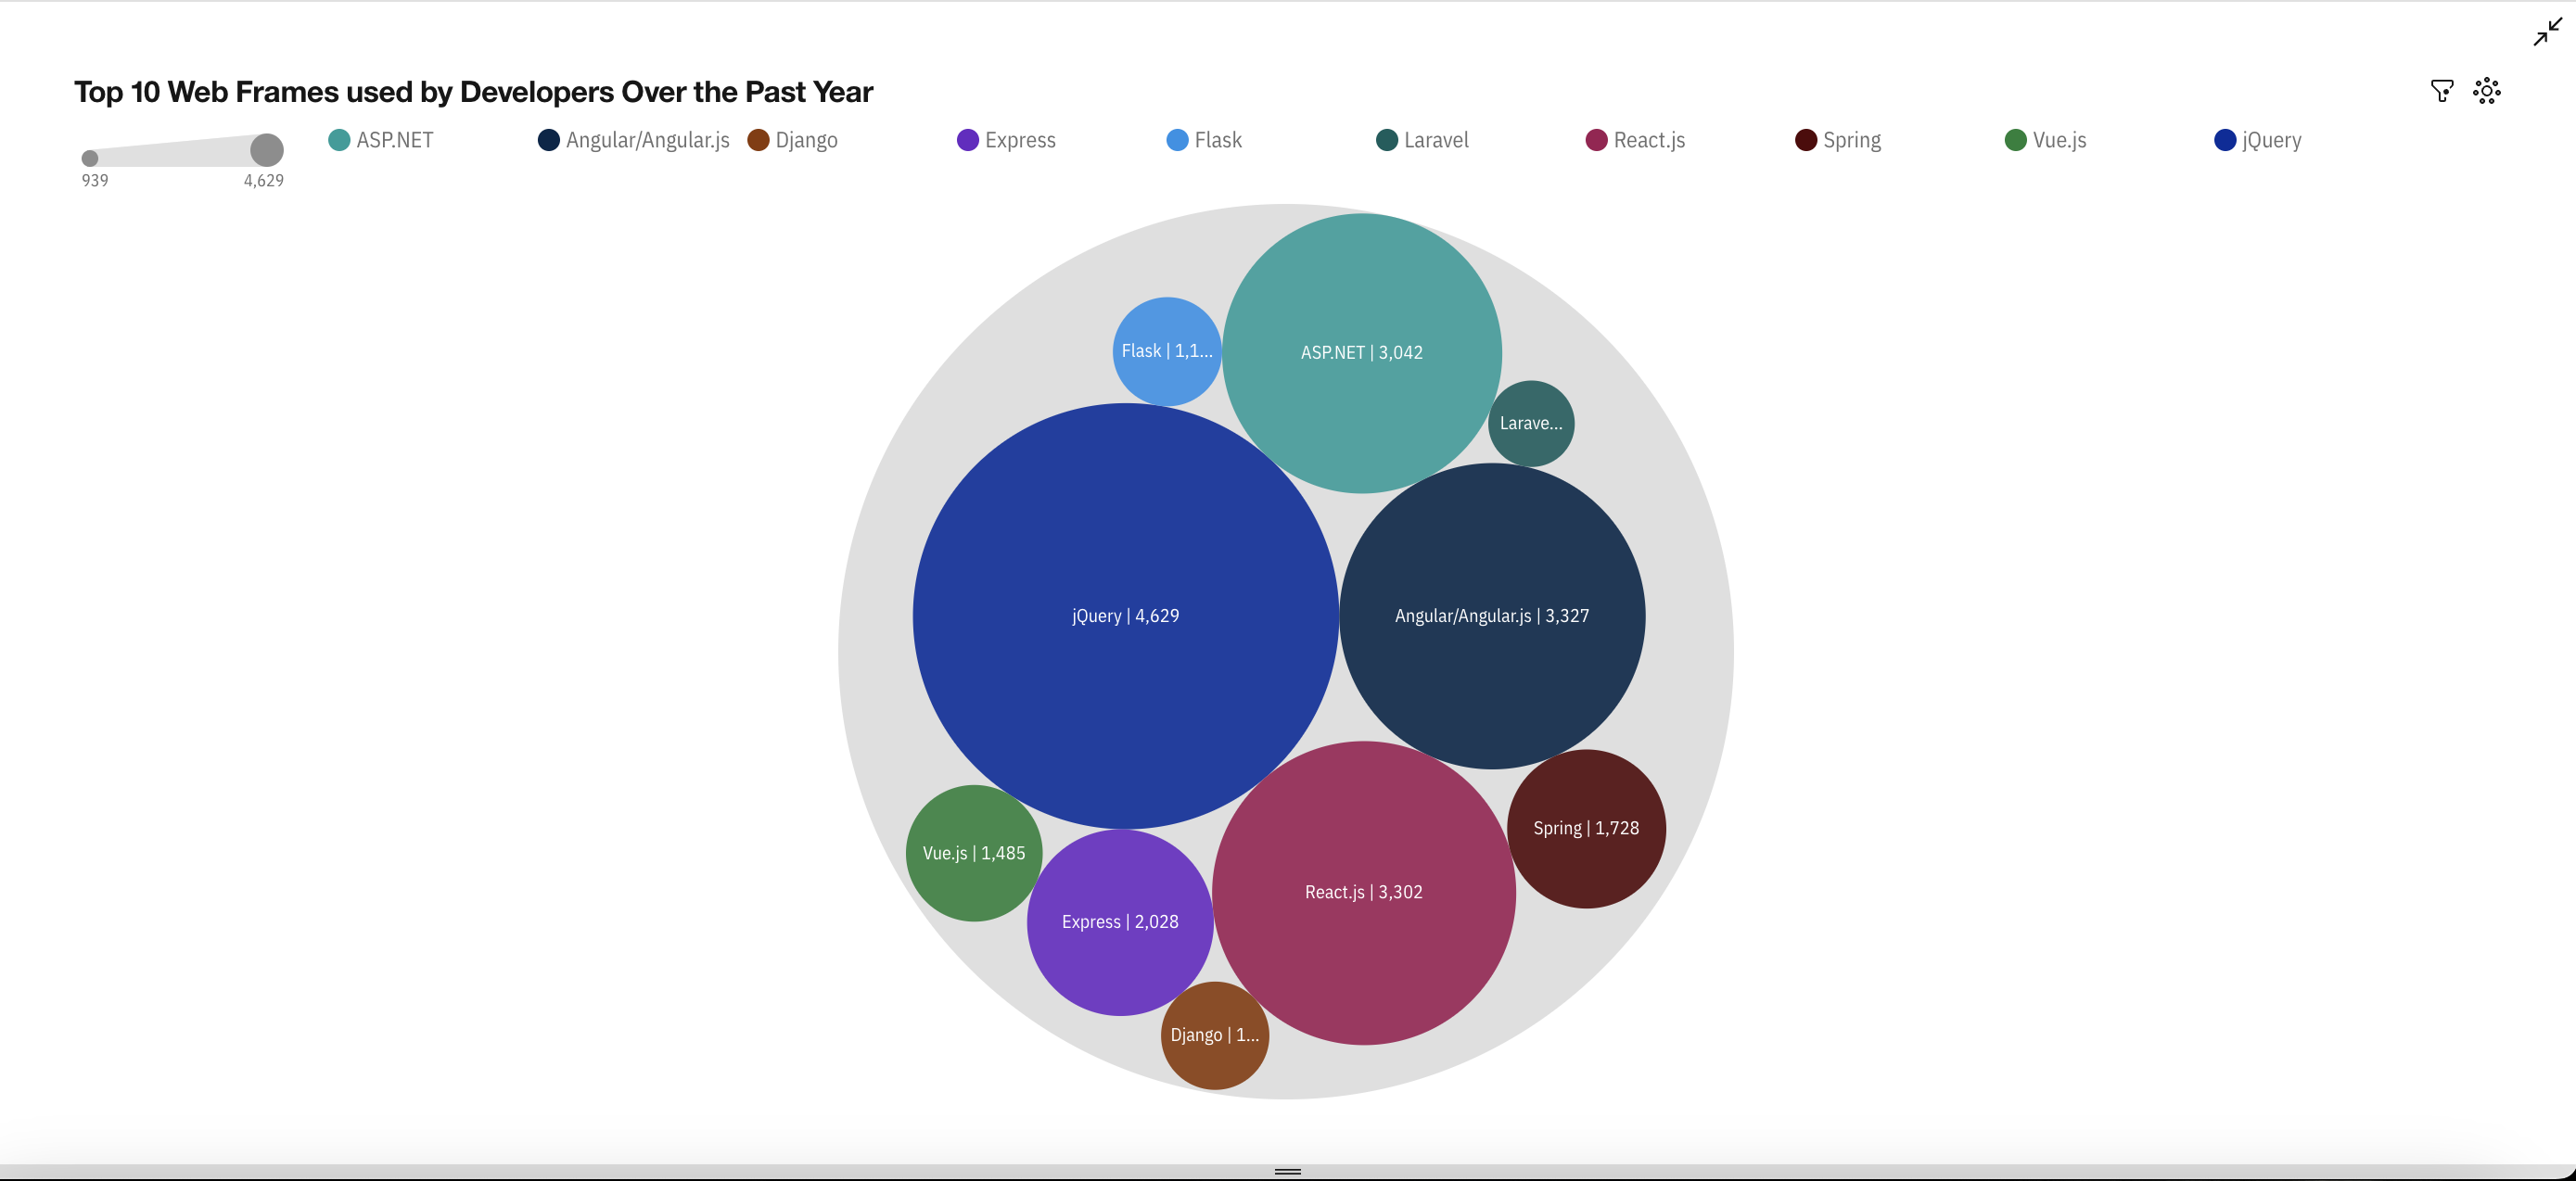 Top 10 Web Frames used by Developers Over the Past Year
939 4,629
ASP.NET Angular/Angular.js Django Express Flask Laravel React.js Spring Vue.js jQuery
Flask | 1,1...
ASP.NET | 3,042
Larave...
jQuery | 4,629
Angular/Angular.js | 3,327
Spring | 1,728
Vue.js | 1,485
React.js | 3,302
Express | 2,028
Django | 1...